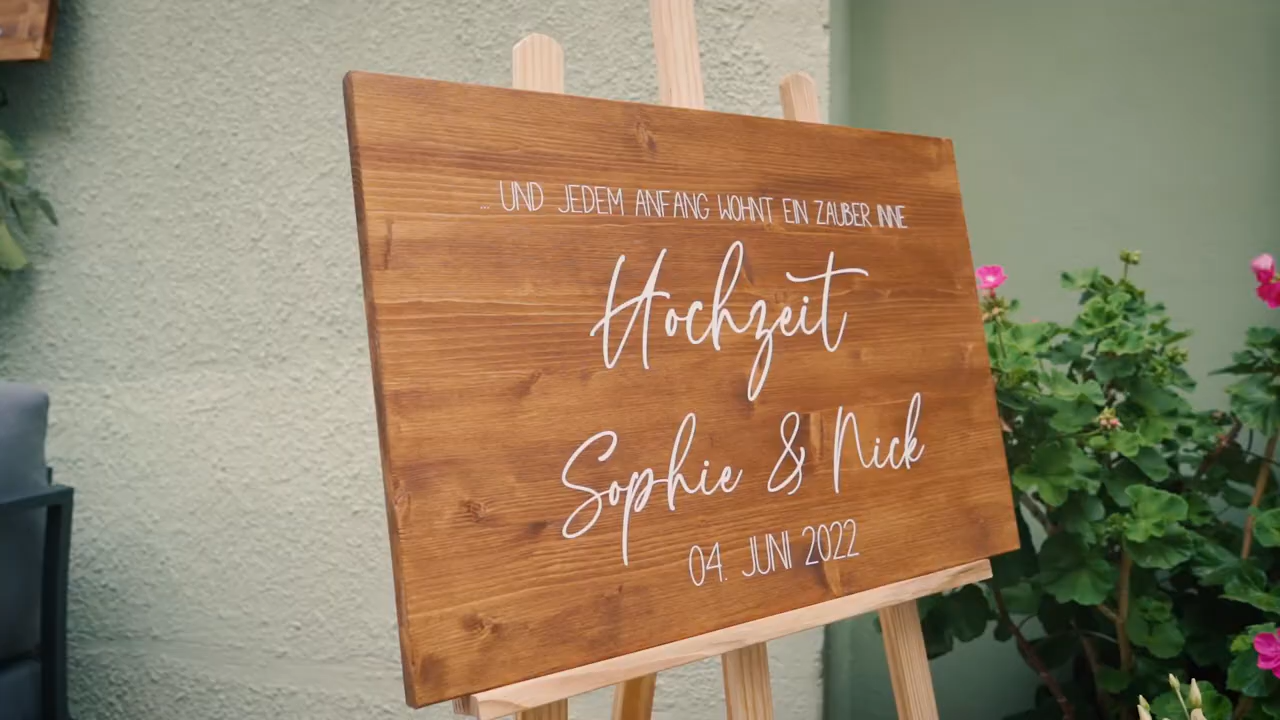 ... UND JEDEM ANFANG WOHNT EIN ZAUBER INNE
Hochzeit
Sophie & Nick
04. JUNI 2022